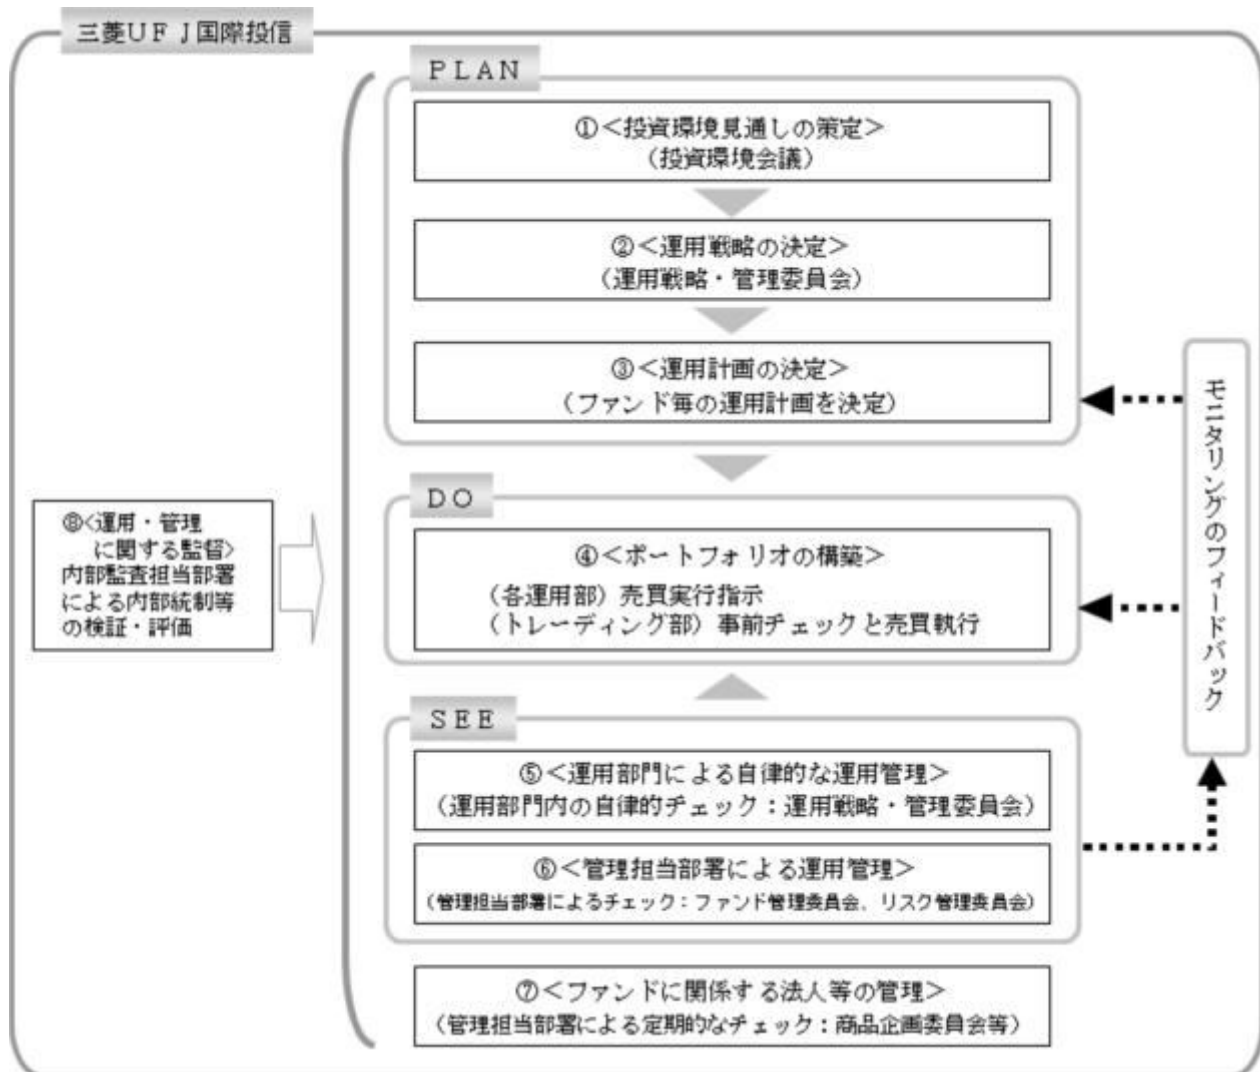 三菱UFJ国際投信
PLAN
①<投資環境見通しの策定>
(投資環境会議)
②<運用戦略の決定>
(運用戦略・管理委員会)
③<運用計画の決定>
(ファンド毎の運用計画を決定)
DO
④<ポートフォリオの構築>
(各運用部)売買実行指示
(トレーディング部)事前チェックと売買執行
SEE
⑤<運用部門による自律的な運用管理>
(運用部門内の自律的チェック:運用戦略・管理委員会)
⑥<管理担当部署による運用管理>
(管理担当部署によるチェック:ファンド管理委員会、リスク管理委員会)
⑦<ファンドに関係する法人等の管理>
(管理担当部署による定期的なチェック:商品企画委員会等)
⑧<運用・管理
に関する監督>
内部監査担当部署
による内部統制等
の検証・評価
モニタリングのフィードバック